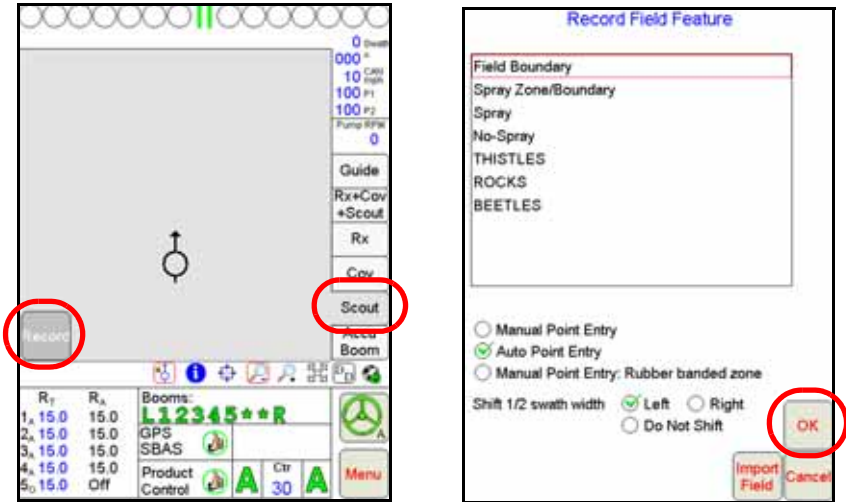 0 Swath
000 °
10 CAN mph
100 P1
100 P2
Pump RPM
0
Guide
Rx+Cov
+Scout
Rx
Cov
Scout
Accu
Boom
Record
RT RA
1A 15.0 15.0
2A 15.0 15.0
3A 15.0 15.0
4A 15.0 15.0
5O 15.0 Off
Booms:
L12345**R
GPS
SBAS
Product
Control
A
Ctr
30
A
A
Menu
Record Field Feature
Field Boundary
Spray Zone/Boundary
Spray
No-Spray
THISTLES
ROCKS
BEETLES
Manual Point Entry
Auto Point Entry
Manual Point Entry: Rubber banded zone
Shift 1/2 swath width Left Right
Do Not Shift
OK
Import
Field
Cancel